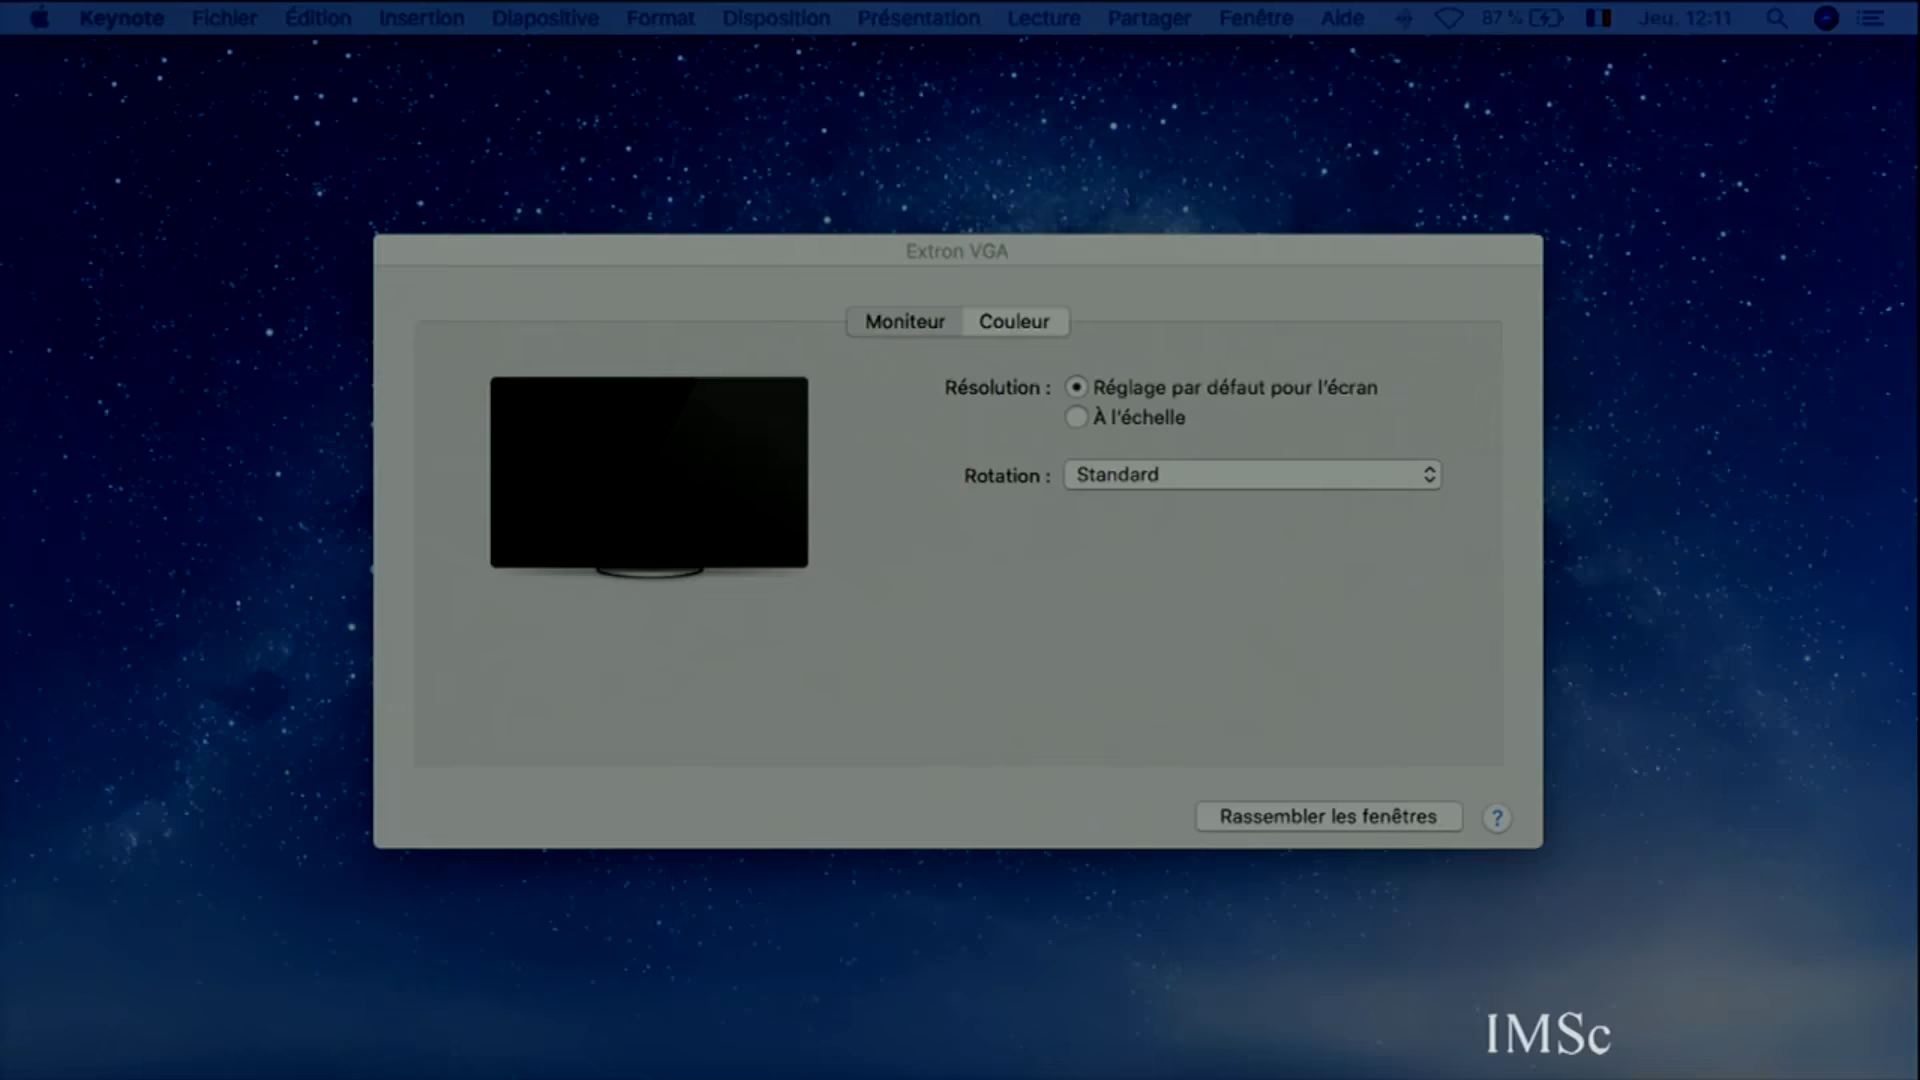 Keynote Fichier Édition Insertion Diapositive Format Disposition Présentation Lecture Partager Fenêtre Aide 87 % Jeu. 12:11
Extron VGA
Moniteur Couleur
Résolution : Réglage par défaut pour l'écran
À l'échelle
Rotation : Standard
Rassembler les fenêtres ?
IMSc